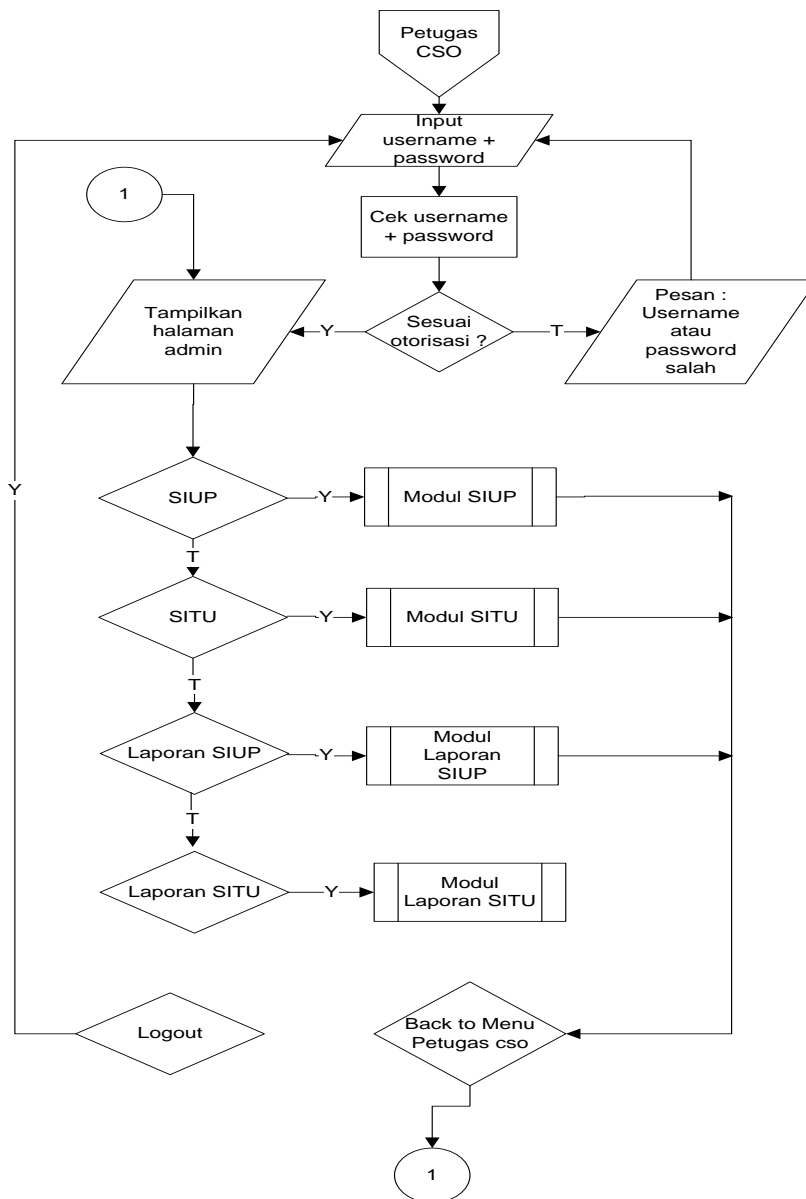 Petugas
CSO
Input
username +
password
1
Cek username
+ password
Tampilkan
halaman
admin
Y
Sesuai
otorisasi ?
T
Pesan :
Username
atau
password
salah
Y
SIUP
Y
Modul SIUP
T
SITU
Y
Modul SITU
T
Laporan SIUP
Y
Modul
Laporan
SIUP
T
Laporan SITU
Y
Modul
Laporan SITU
Logout
Back to Menu
Petugas cso
1